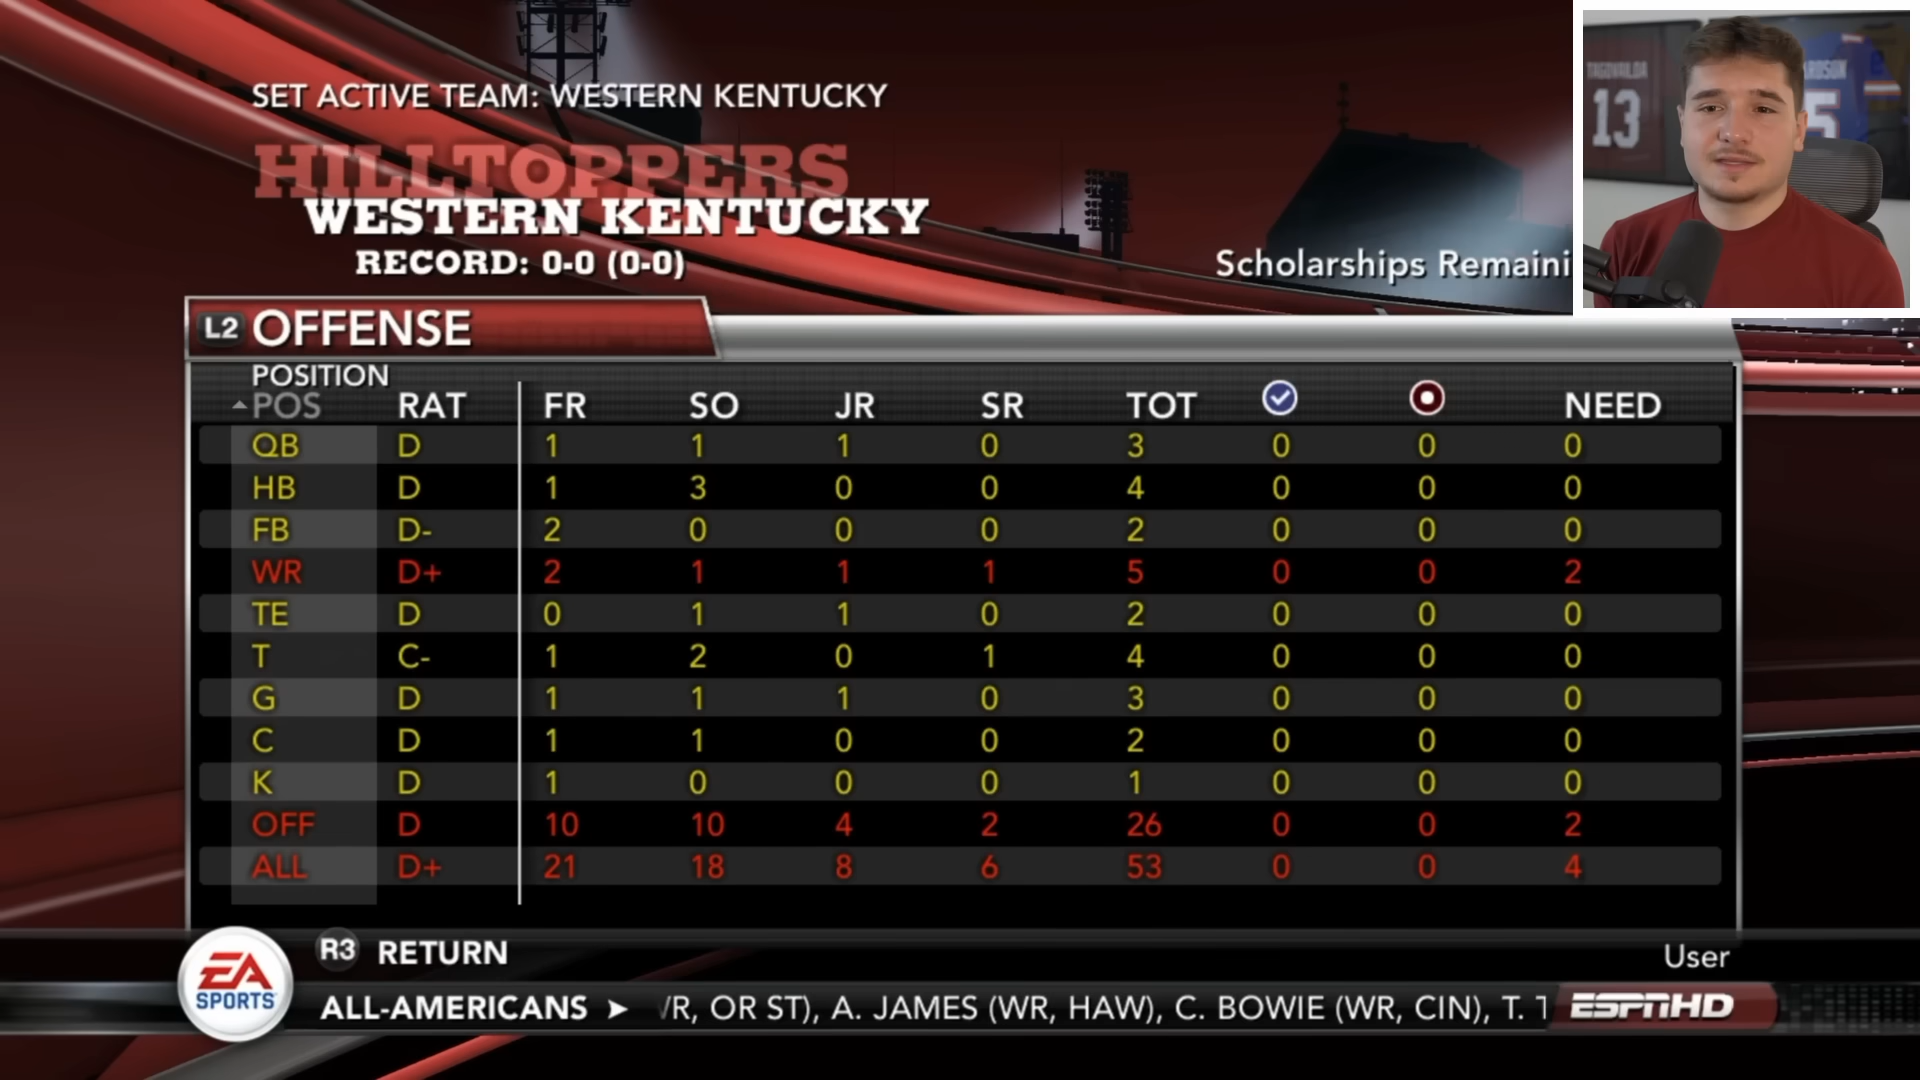 SET ACTIVE TEAM: WESTERN KENTUCKY
HILLTOPPERS
WESTERN KENTUCKY
RECORD: 0-0 (0-0)
Scholarships Remaini
TAGOVAILOA
13
RDSON
5
L2 OFFENSE
POSITION
POS RAT FR SO JR SR TOT NEED
QB D 1 1 1 0 3 0 0 0
HB D 1 3 0 0 4 0 0 0
FB D- 2 0 0 0 2 0 0 0
WR D+ 2 1 1 1 5 0 0 2
TE D 0 1 1 0 2 0 0 0
T C- 1 2 0 1 4 0 0 0
G D 1 1 1 0 3 0 0 0
C D 1 1 0 0 2 0 0 0
K D 1 0 0 0 1 0 0 0
OFF D 10 10 4 2 26 0 0 2
ALL D+ 21 18 8 6 53 0 0 4
R3 RETURN
User
EA SPORTS
ALL-AMERICANS ➤ VR, OR ST), A. JAMES (WR, HAW), C. BOWIE (WR, CIN), T. T
ESPN HD